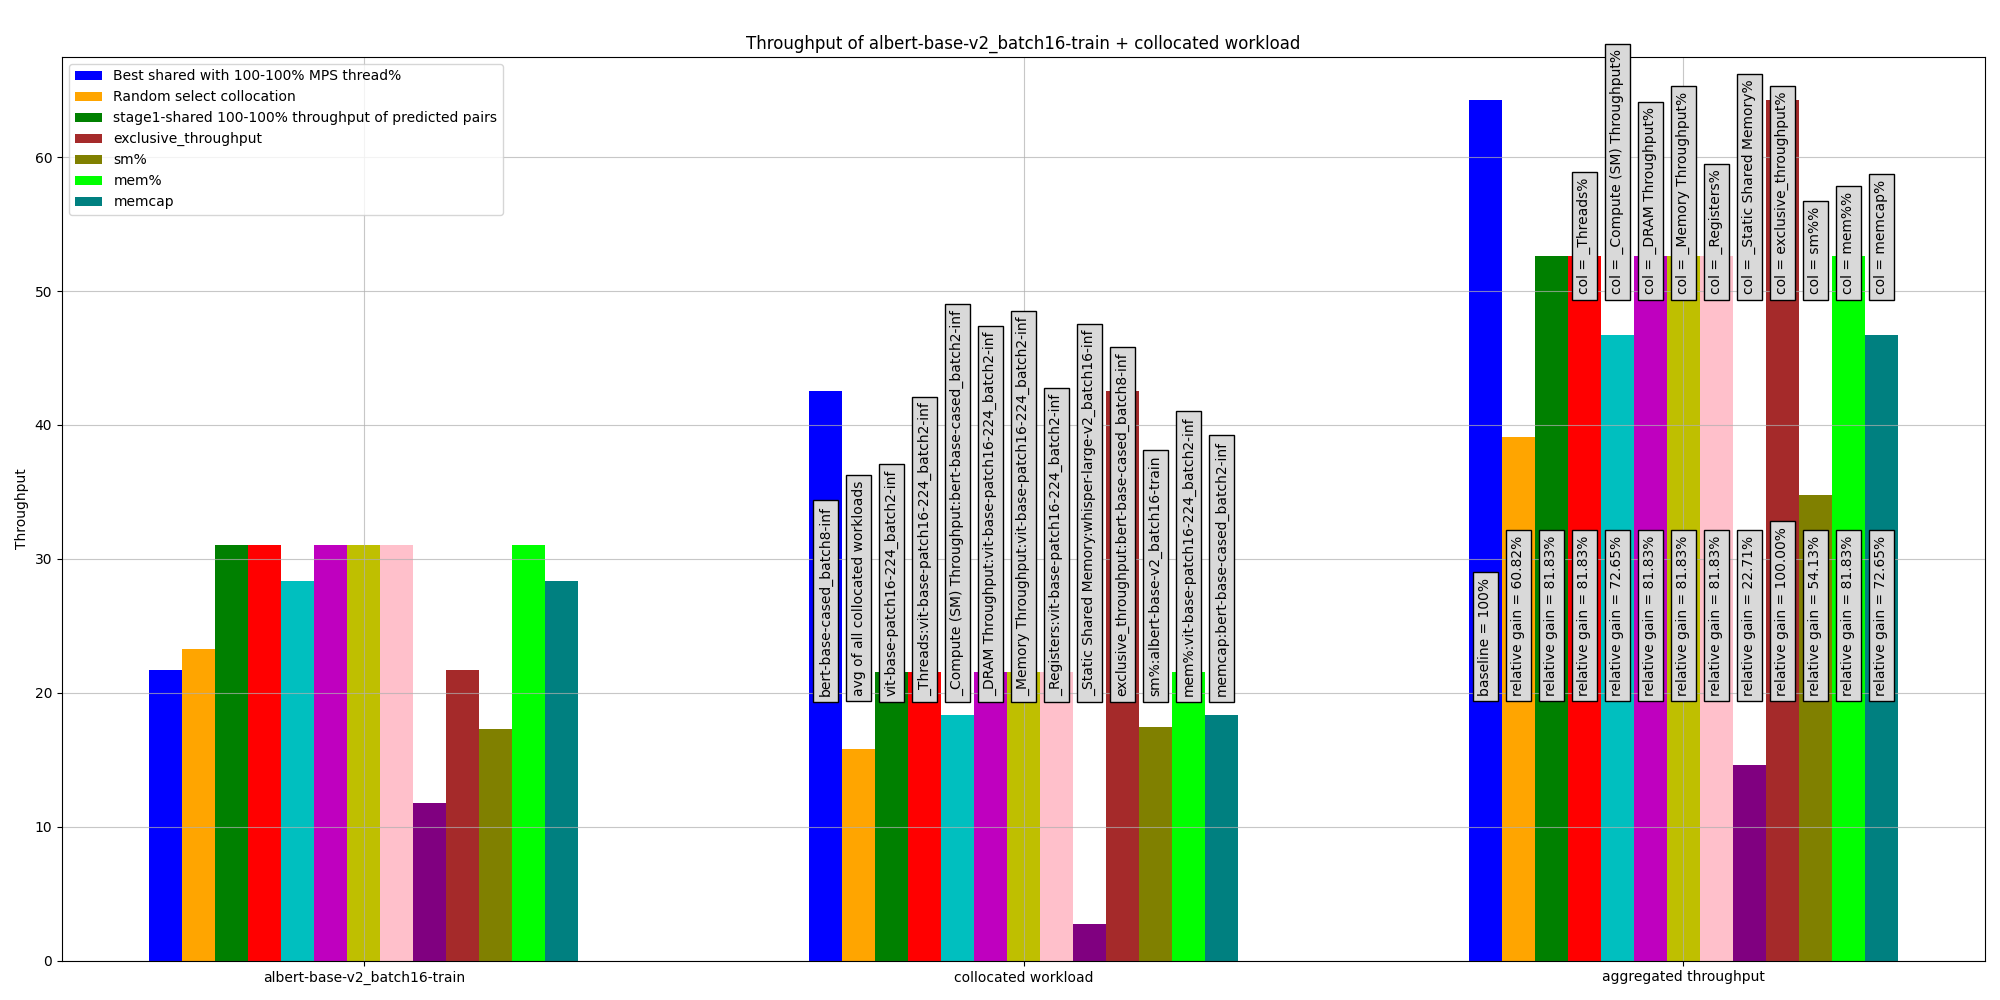 Throughput of albert-base-v2_batch16-train + collocated workload
Best shared with 100-100% MPS thread%
Random select collocation
stage1-shared 100-100% throughput of predicted pairs
exclusive_throughput
sm%
mem%
memcap
Throughput
60
50
40
30
20
10
0
bert-base-cased_batch8-inf
avg of all collocated workloads
vit-base-patch16-224_batch2-inf
_Threads:vit-base-patch16-224_batch2-inf
_Compute (SM) Throughput:bert-base-cased_batch2-inf
_DRAM Throughput:vit-base-patch16-224_batch2-inf
_Memory Throughput:vit-base-patch16-224_batch2-inf
_Registers:vit-base-patch16-224_batch2-inf
_Static Shared Memory:whisper-large-v2_batch16-inf
exclusive_throughput:bert-base-cased_batch8-inf
sm%:albert-base-v2_batch16-train
mem%:vit-base-patch16-224_batch2-inf
memcap:bert-base-cased_batch2-inf
col = _Threads%
col = _Compute (SM) Throughput%
col = _DRAM Throughput%
col = _Memory Throughput%
col = _Registers%
col = _Static Shared Memory%
col = exclusive_throughput%
col = sm%%
col = mem%%
col = memcap%
baseline = 100%
relative gain = 60.82%
relative gain = 81.83%
relative gain = 81.83%
relative gain = 72.65%
relative gain = 81.83%
relative gain = 81.83%
relative gain = 81.83%
relative gain = 22.71%
relative gain = 100.00%
relative gain = 54.13%
relative gain = 81.83%
relative gain = 72.65%
albert-base-v2_batch16-train
collocated workload
aggregated throughput